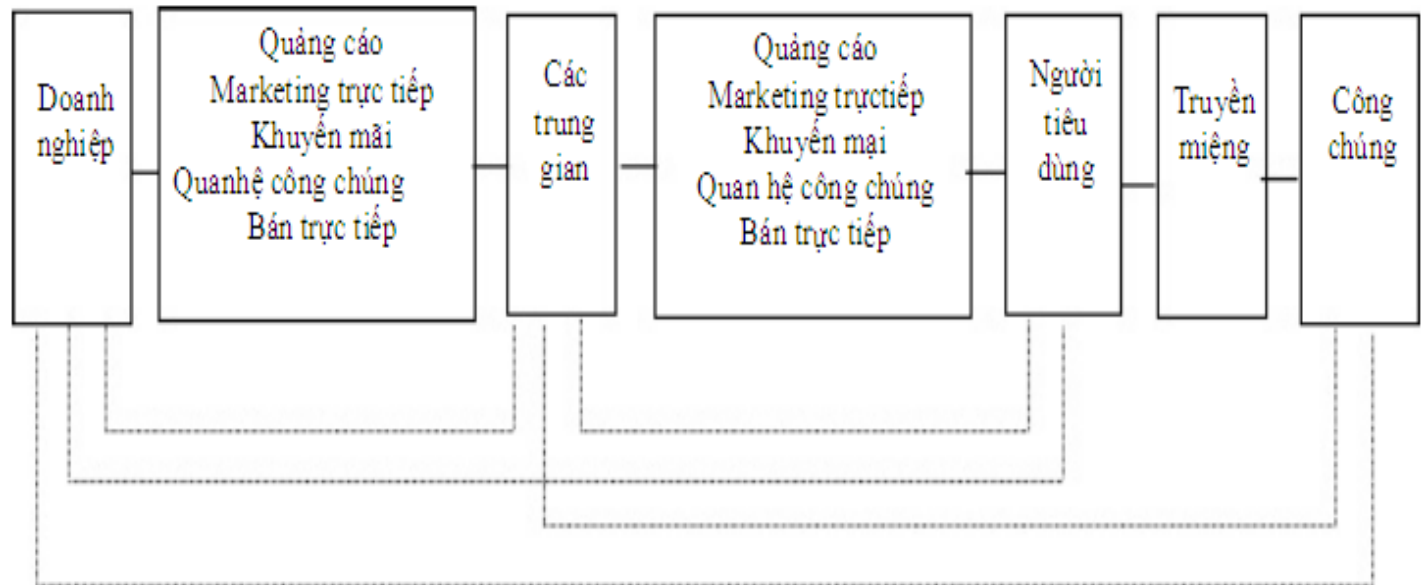 Doanh
nghiệp
Quảng cáo
Marketing trực tiếp
Khuyến mãi
Quanhệ công chúng
Bán trực tiếp
Các
trung
gian
Quảng cáo
Marketing trựctiếp
Khuyến mại
Quan hệ công chúng
Bán trực tiếp
Người
tiêu
dùng
Truyền
miệng
Công
chúng